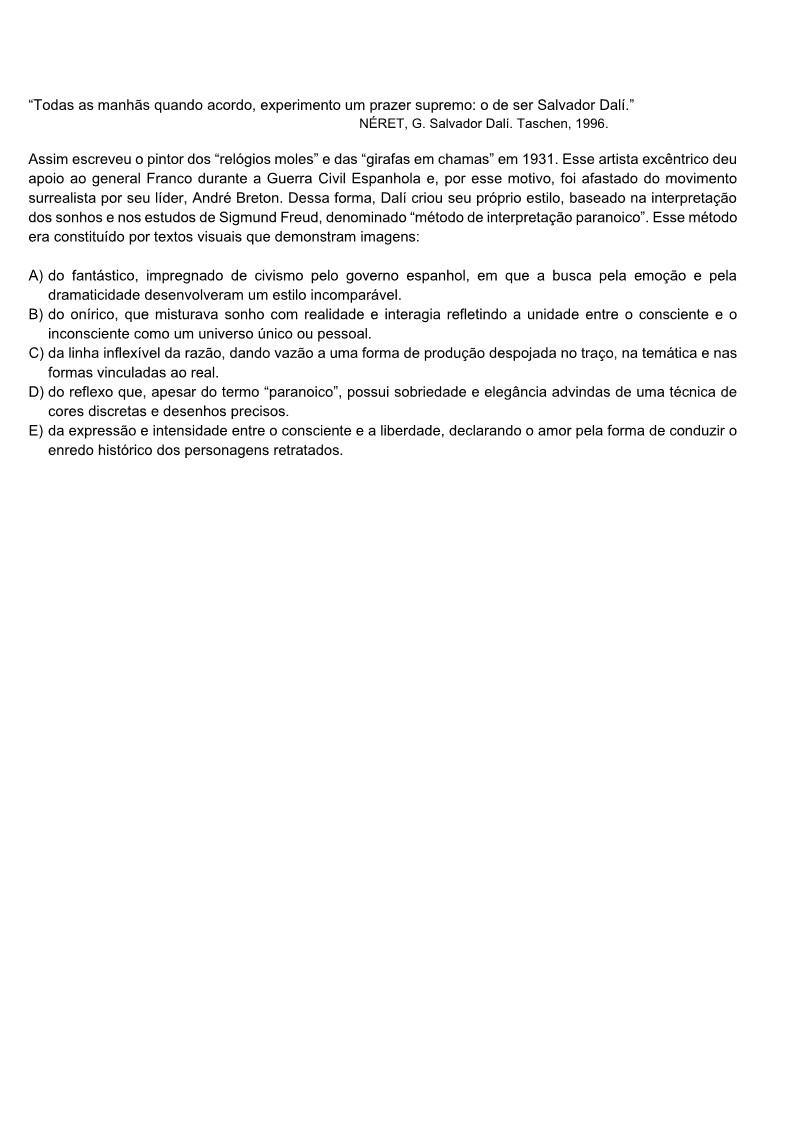 “Todas as manhãs quando acordo, experimento um prazer supremo: o de ser Salvador Dalí.”
NÉRET, G. Salvador Dalí. Taschen, 1996.
Assim escreveu o pintor dos “relógios moles” e das “girafas em chamas” em 1931. Esse artista excêntrico deu
apoio ao general Franco durante a Guerra Civil Espanhola e, por esse motivo, foi afastado do movimento
surrealista por seu líder, André Breton. Dessa forma, Dalí criou seu próprio estilo, baseado na interpretação
dos sonhos e nos estudos de Sigmund Freud, denominado “método de interpretação paranoico”. Esse método
era constituído por textos visuais que demonstram imagens:
A) do fantástico, impregnado de civismo pelo governo espanhol, em que a busca pela emoção e pela
dramaticidade desenvolveram um estilo incomparável.
B) do onírico, que misturava sonho com realidade e interagia refletindo a unidade entre o consciente e o
inconsciente como um universo único ou pessoal.
C) da linha inflexível da razão, dando vazão a uma forma de produção despojada no traço, na temática e nas
formas vinculadas ao real.
D) do reflexo que, apesar do termo “paranoico”, possui sobriedade e elegância advindas de uma técnica de
cores discretas e desenhos precisos.
E) da expressão e intensidade entre o consciente e a liberdade, declarando o amor pela forma de conduzir o
enredo histórico dos personagens retratados.